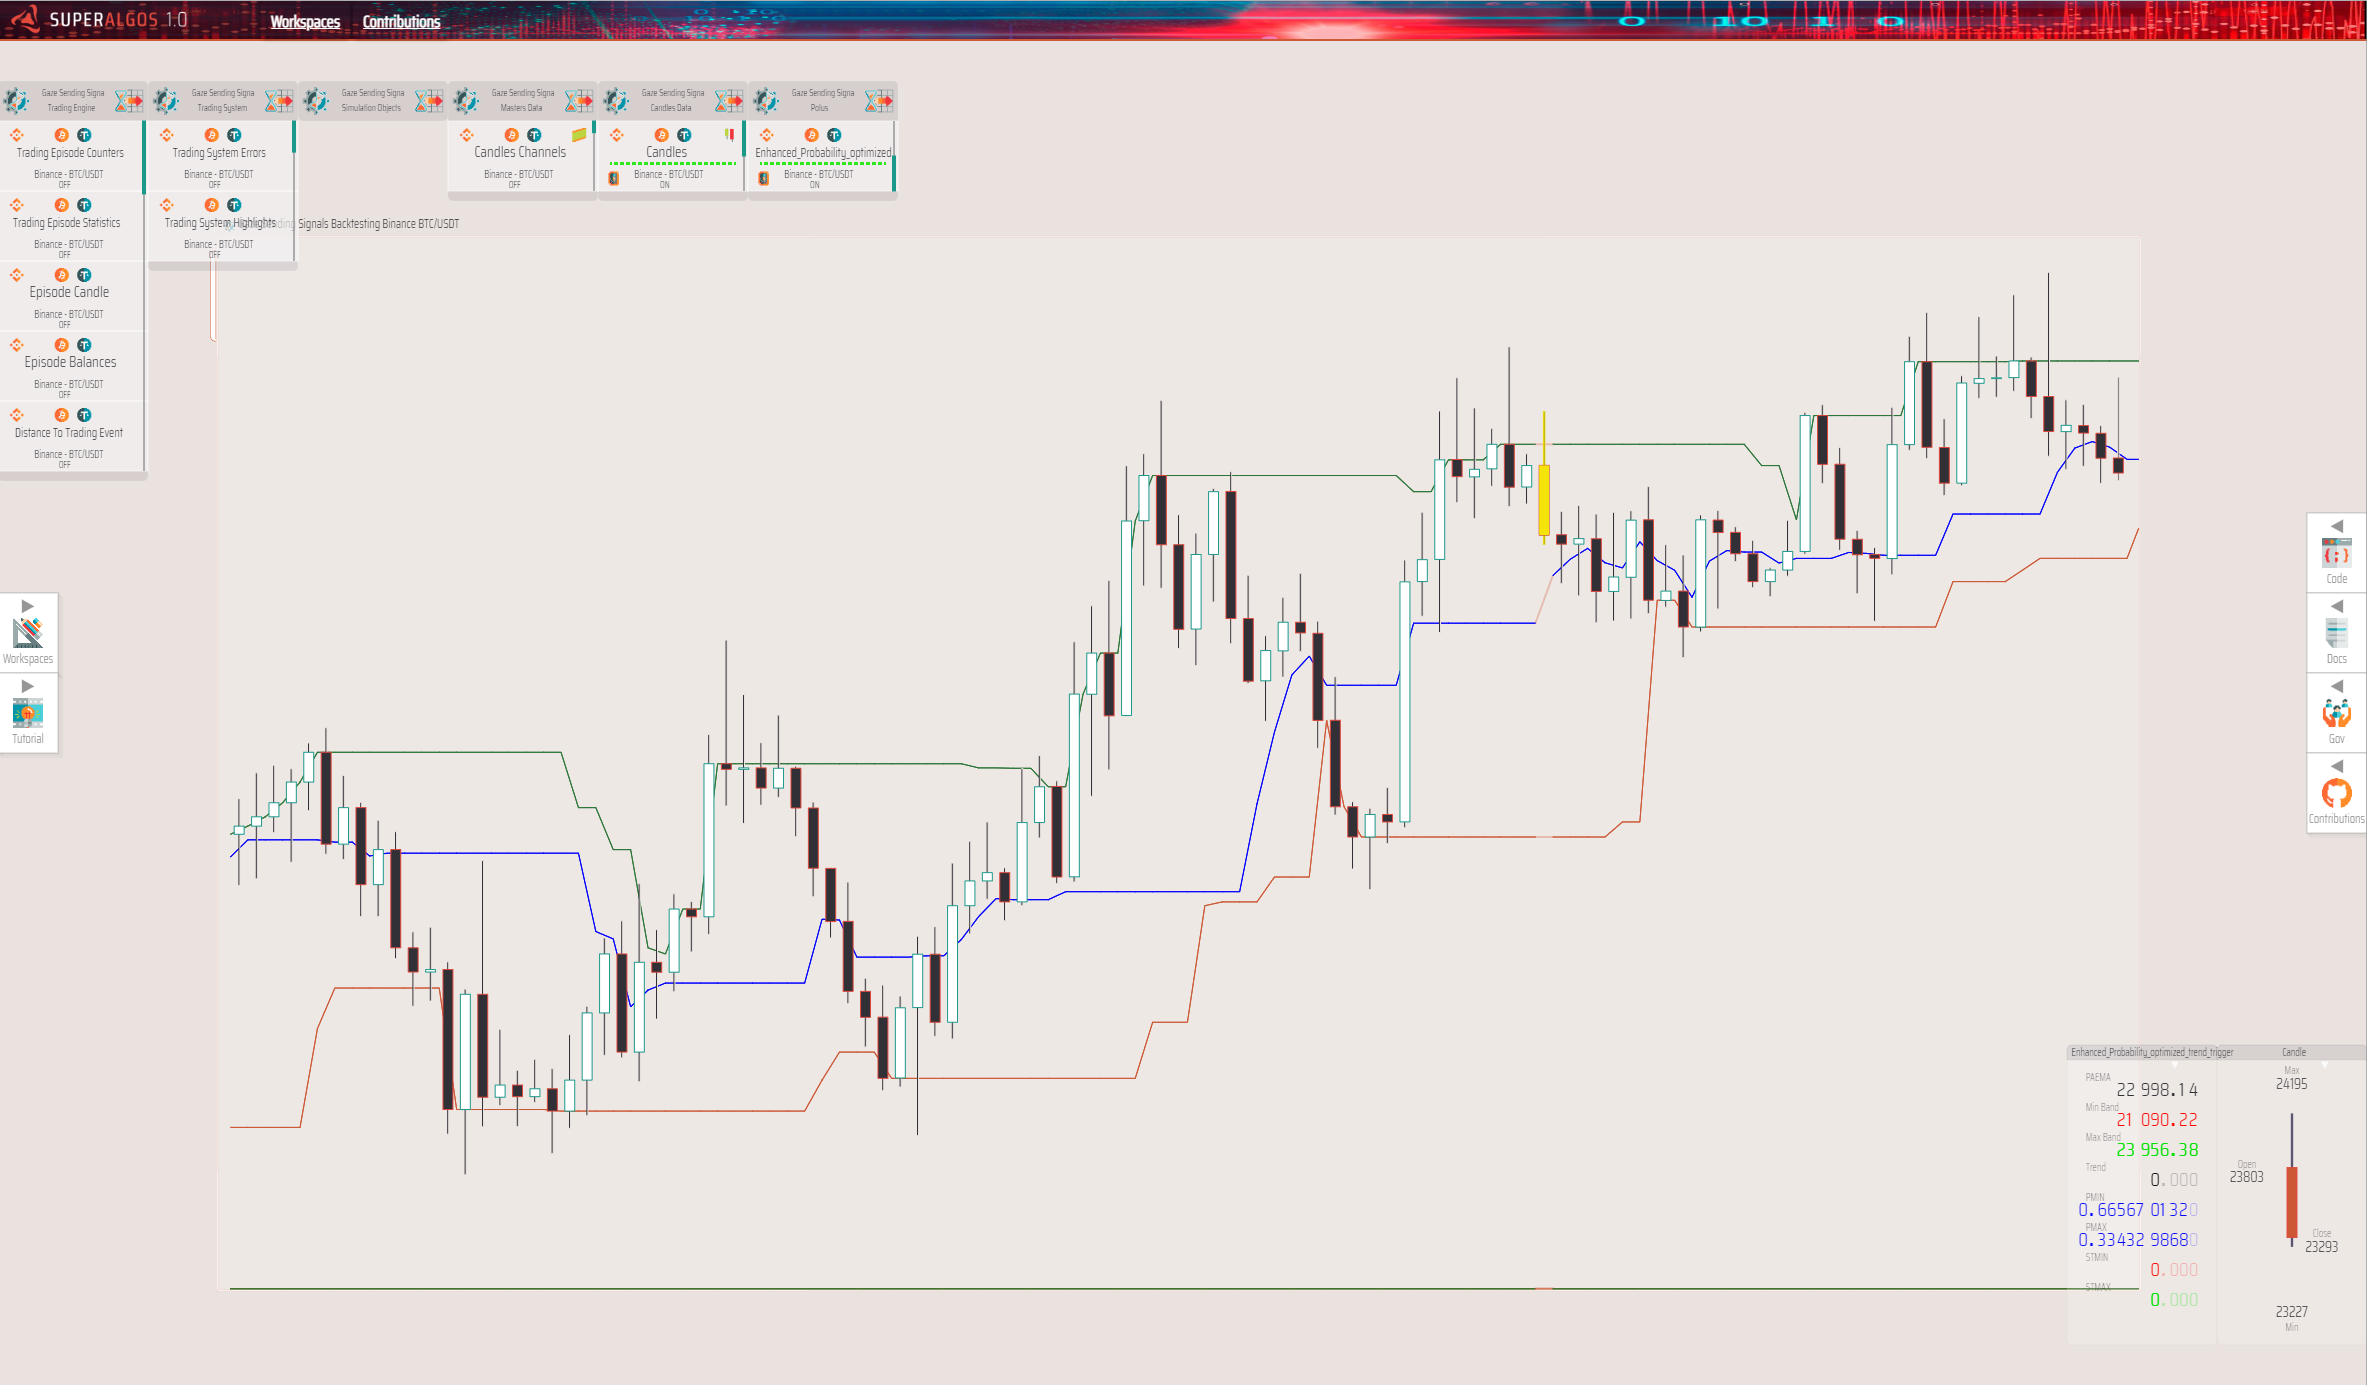 SUPERALGOS 1.0
Workspaces Contributions
Gaze Sending Signa
Trading Engine
Gaze Sending Signa
Trading System
Gaze Sending Signa
Simulation Objects
Gaze Sending Signa
Masters Data
Gaze Sending Signa
Candles Data
Gaze Sending Signa
Polus
Trading Episode Counters
Binance - BTC/USDT
OFF
Trading System Errors
Binance - BTC/USDT
OFF
Candles Channels
Binance - BTC/USDT
OFF
Candles
Binance - BTC/USDT
ON
Enhanced_Probability_optimized
Binance - BTC/USDT
ON
Trading Episode Statistics
Binance - BTC/USDT
OFF
Trading System Highlights
Binance - BTC/USDT
OFF
Signals Backtesting Binance BTC/USDT
Episode Candle
Binance - BTC/USDT
OFF
Episode Balances
Binance - BTC/USDT
OFF
Distance To Trading Event
Binance - BTC/USDT
OFF
Workspaces
Tutorial
Code
Docs
Gov
Contributions
Enhanced_Probability_optimized_trend_trigger
PAEMA
22 998.14
Min Band
21 090.22
Max Band
23 956.38
Trend
0.000
PMIN
0.66567 01320
PMAX
0.33432 98680
STMIN
0.000
STMAX
0.000
Candle
Max
24195
Open
23803
Close
23293
23227
Min